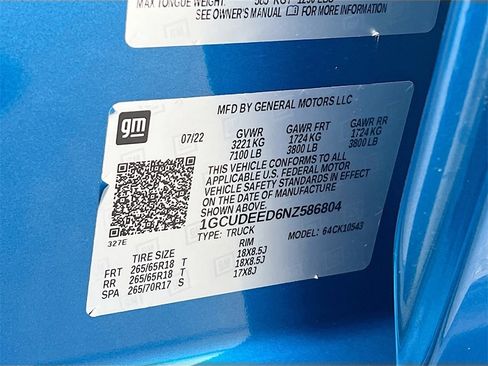 MAX TONGUE WEIGHT 565 KG / 1250 LBS
SEE OWNER'S MANUAL FOR MORE INFORMATION
MFD BY GENERAL MOTORS LLC
gm
07/22
GVWR GAWR FRT GAWR RR
3221 KG 1724 KG 1724 KG
7100 LB 3800 LB 3800 LB
THIS VEHICLE CONFORMS TO ALL
APPLICABLE U.S. FEDERAL MOTOR
VEHICLE SAFETY STANDARDS IN EFFECT
ON THE DATE OF MANUFACTURE
SHOWN ABOVE
1GCUDEED6NZ586804
TYPE: TRUCK MODEL: 64CK10543
327E
TIRE SIZE RIM
FRT 265/65R18 T 18X8.5J
RR 265/65R18 T 18X8.5J
SPA 265/70R17 S 17X8J